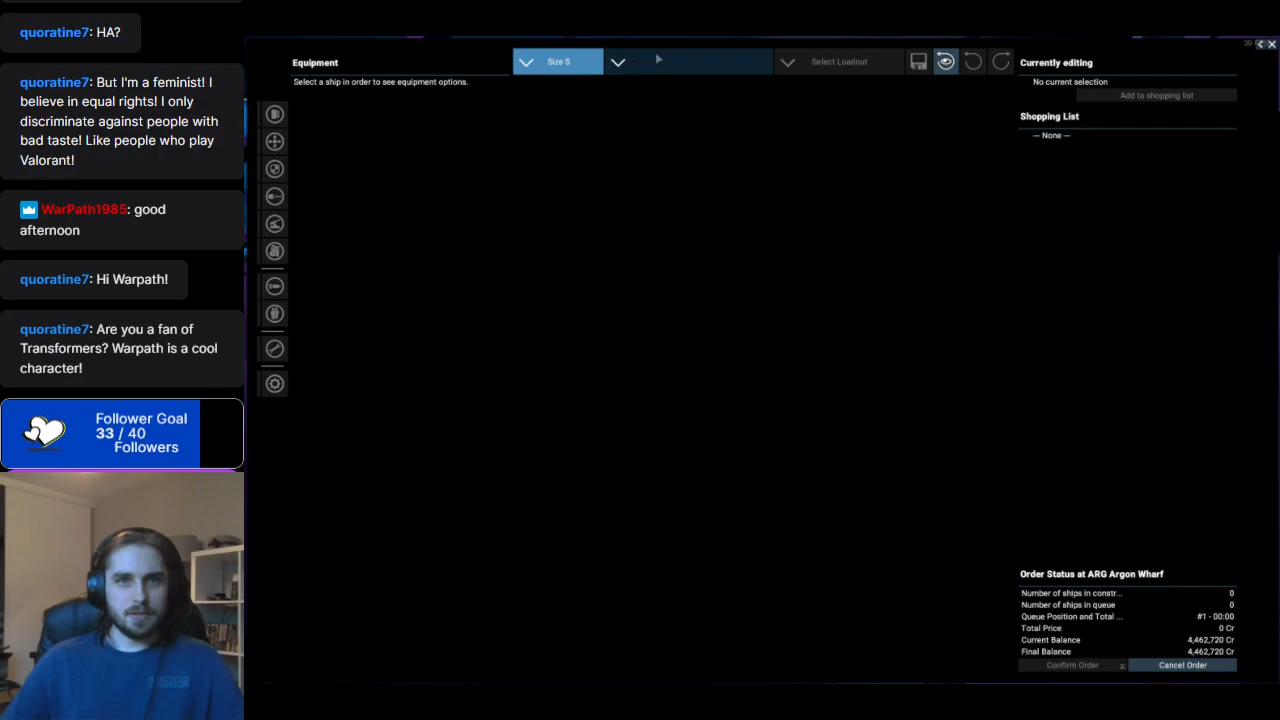 quoratine7: HA?
quoratine7: But I'm a feminist! I
believe in equal rights! I only
discriminate against people with
bad taste! Like people who play
Valorant!
WarPath1985: good
afternoon
quoratine7: Hi Warpath!
quoratine7: Are you a fan of
Transformers? Warpath is a cool
character!
Follower Goal
33 / 40
Followers
Equipment
Select a ship in order to see equipment options.
Size S
Select Loadout
Currently editing
No current selection
Add to shopping list
Shopping List
— None —
Order Status at ARG Argon Wharf
Number of ships in constr... 0
Number of ships in queue 0
Queue Position and Total ... #1 - 00:00
Total Price 0 Cr
Current Balance 4,462,720 Cr
Final Balance 4,462,720 Cr
Confirm Order
Cancel Order